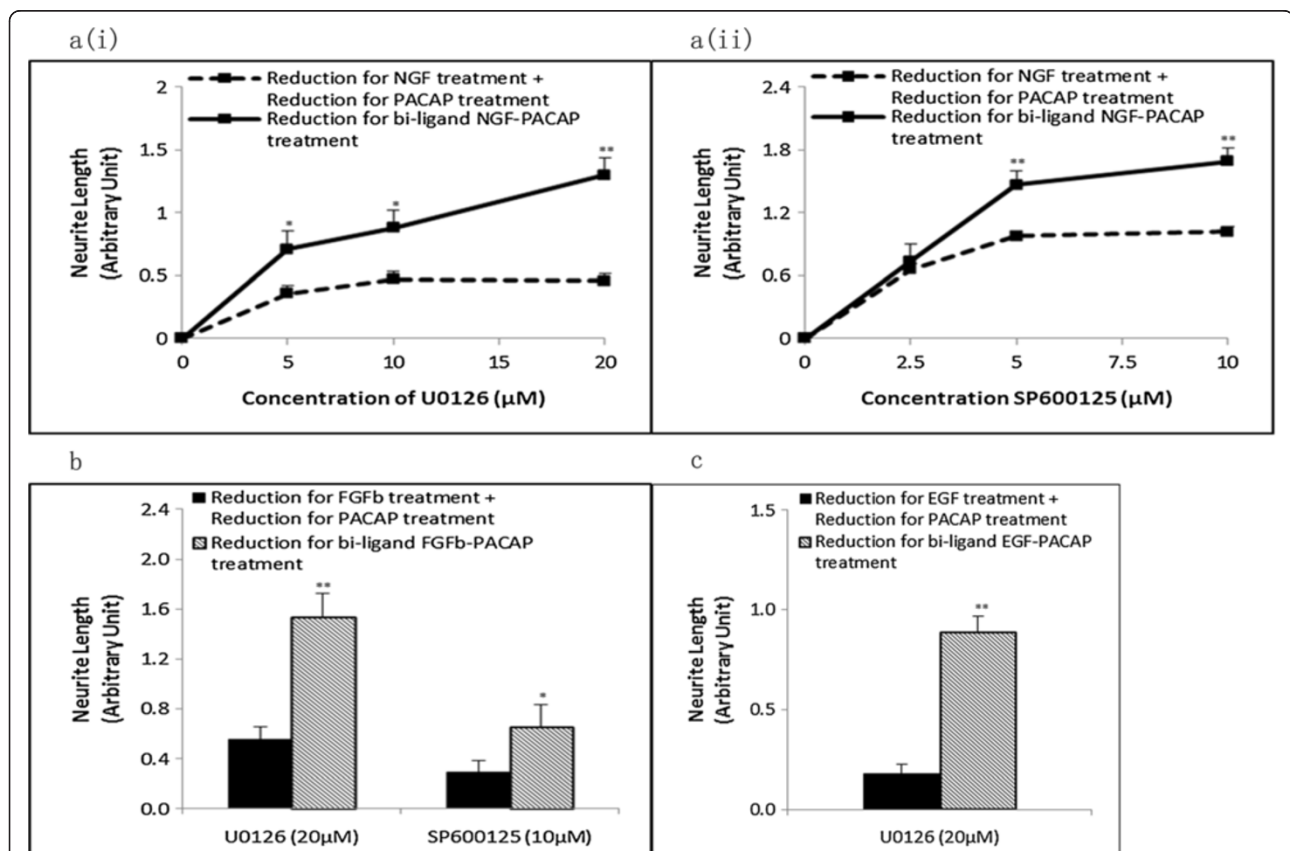 a(i)
Reduction for NGF treatment +
Reduction for PACAP treatment
Reduction for bi-ligand NGF-PACAP
treatment
2
1.5
1
0.5
0
*
*
**
Neurite Length
(Arbitrary Unit)
0 5 10 15 20
Concentration of U0126 (μM)
a(ii)
Reduction for NGF treatment +
Reduction for PACAP treatment
Reduction for bi-ligand NGF-PACAP
treatment
2.4
1.8
1.2
0.6
0
**
**
Neurite Length
(Arbitrary Unit)
0 2.5 5 7.5 10
Concentration SP600125 (μM)
b
Reduction for FGFb treatment +
Reduction for PACAP treatment
Reduction for bi-ligand FGFb-PACAP
treatment
2.4
2.0
1.6
1.2
0.8
0.4
0.0
**
*
Neurite Length
(Arbitrary Unit)
U0126 (20μM) SP600125 (10μM)
c
Reduction for EGF treatment +
Reduction for PACAP treatment
Reduction for bi-ligand EGF-PACAP
treatment
1.5
1.0
0.5
0.0
**
Neurite Length
(Arbitrary Unit)
U0126 (20μM)